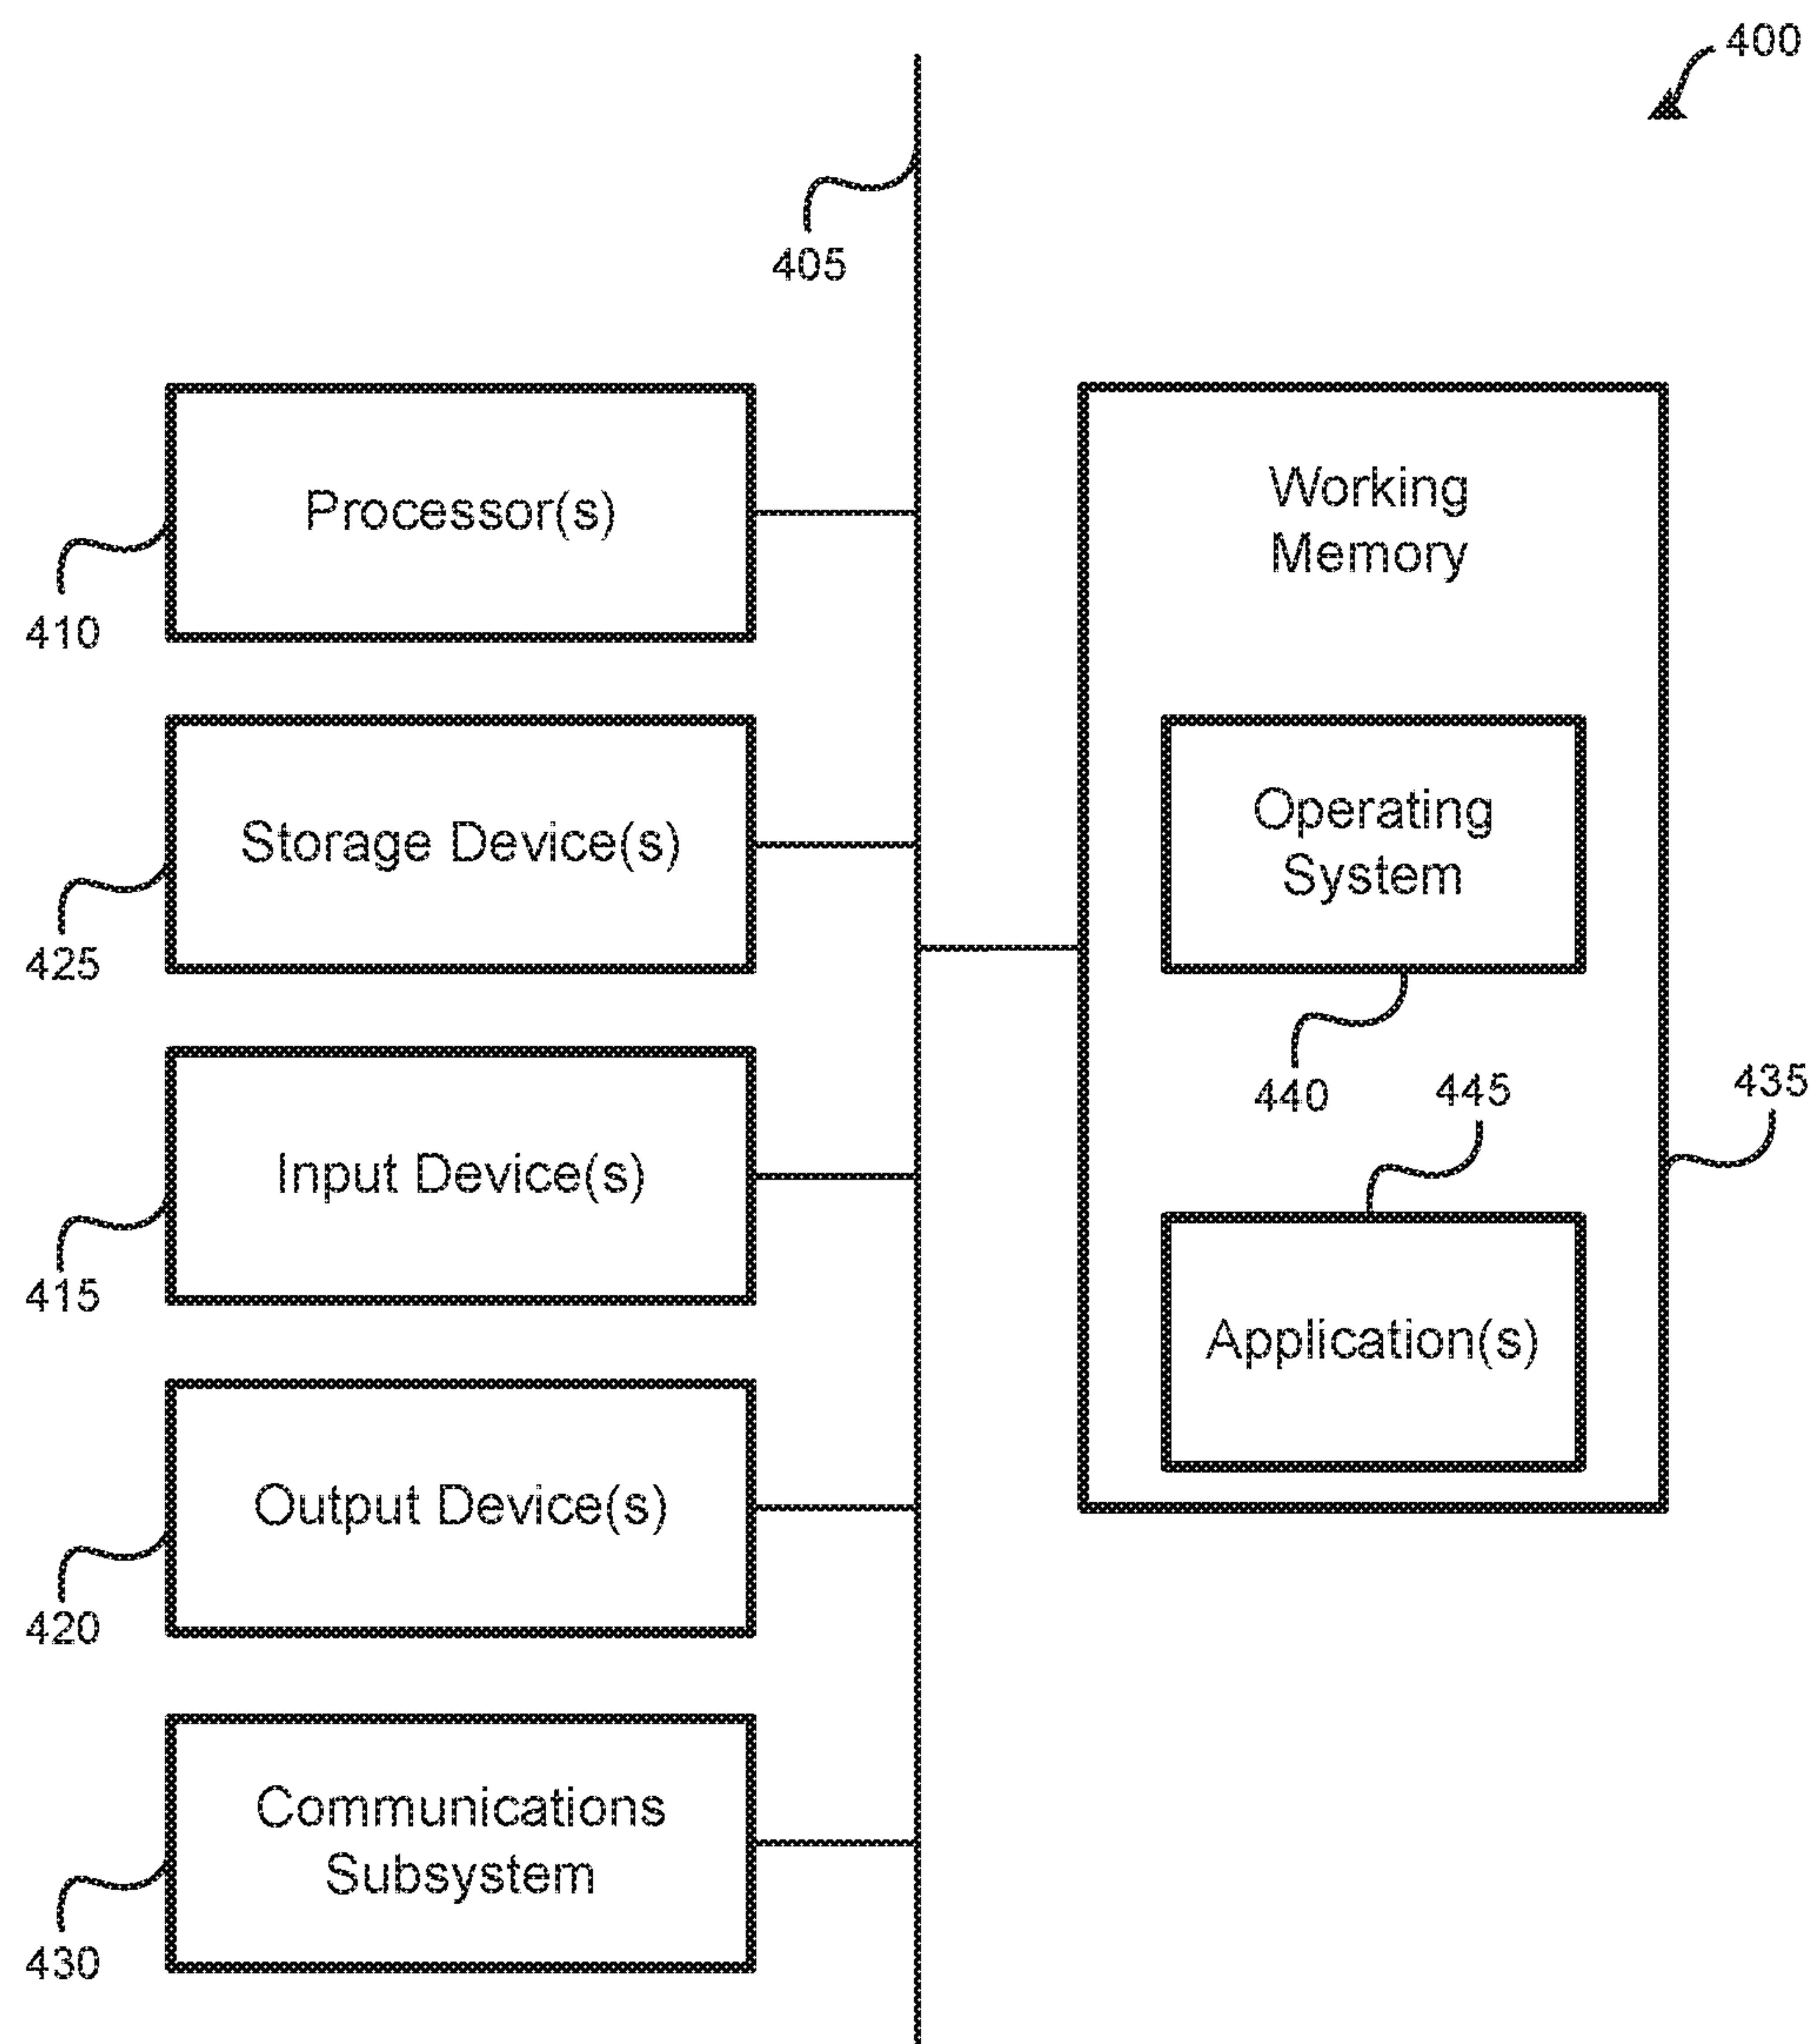 400
405
Processor(s)
410
Storage Device(s)
425
Input Device(s)
415
Output Device(s)
420
Communications
Subsystem
430
Working
Memory
Operating
System
440
445
435
Application(s)